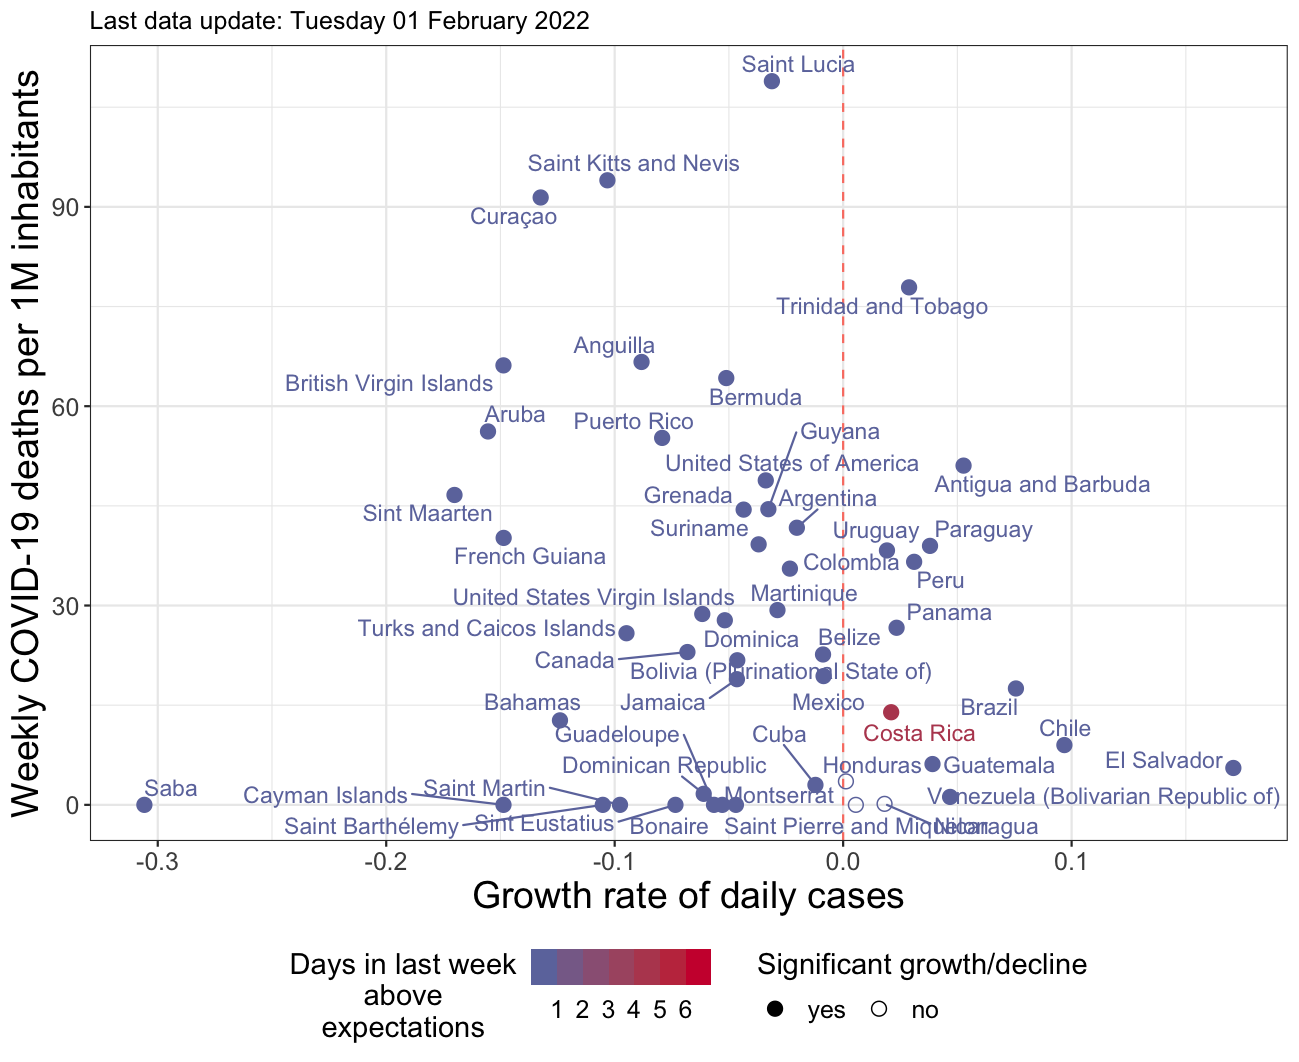 Last data update: Tuesday 01 February 2022
Weekly COVID-19 deaths per 1M inhabitants
90
60
30
0
Saint Lucia
Saint Kitts and Nevis
Curaçao
Trinidad and Tobago
Anguilla
British Virgin Islands
Bermuda
Aruba
Puerto Rico
Guyana
United States of America
Antigua and Barbuda
Grenada
Argentina
Sint Maarten
Suriname
Uruguay
Paraguay
French Guiana
Colombia
Peru
Martinique
United States Virgin Islands
Panama
Turks and Caicos Islands
Dominica
Belize
Canada
Bolivia (Plurinational State of)
Jamaica
Mexico
Bahamas
Brazil
Guadeloupe
Cuba
Costa Rica
Chile
Dominican Republic
Honduras
Guatemala
El Salvador
Saba
Cayman Islands
Saint Martin
Montserrat
Venezuela (Bolivarian Republic of)
Saint Barthélemy
Sint Eustatius
Bonaire
Saint Pierre and Miquelon
Nicaragua
-0.3
-0.2
-0.1
0.0
0.1
Growth rate of daily cases
Days in last week
above
expectations
1 2 3 4 5 6
Significant growth/decline
yes
no